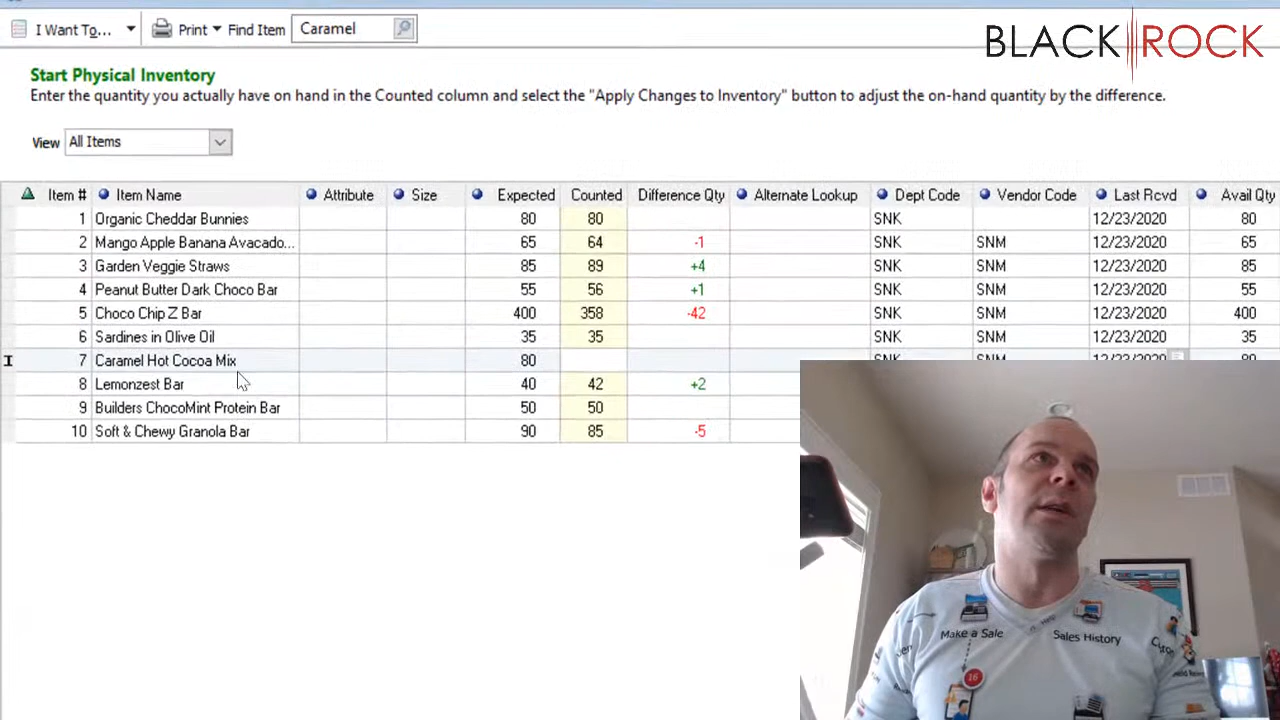 I Want To... Print Find Item Caramel
BLACK ROCK
Start Physical Inventory
Enter the quantity you actually have on hand in the Counted column and select the "Apply Changes to Inventory" button to adjust the on-hand quantity by the difference.
View All Items
Item # Item Name Attribute Size Expected Counted Difference Qty Alternate Lookup Dept Code Vendor Code Last Rcvd Avail Qty
1 Organic Cheddar Bunnies 80 80 SNK 12/23/2020 80
2 Mango Apple Banana Avacado... 65 64 -1 SNK SNM 12/23/2020 65
3 Garden Veggie Straws 85 89 +4 SNK SNM 12/23/2020 85
4 Peanut Butter Dark Choco Bar 55 56 +1 SNK SNM 12/23/2020 55
5 Choco Chip Z Bar 400 358 -42 SNK SNM 12/23/2020 400
6 Sardines in Olive Oil 35 35 SNK SNM 12/23/2020 35
7 Caramel Hot Cocoa Mix 80 SNK SNM 12/23/2020 80
8 Lemonzest Bar 40 42 +2
9 Builders ChocoMint Protein Bar 50 50
10 Soft & Chewy Granola Bar 90 85 -5
Make a Sale Sales History
16